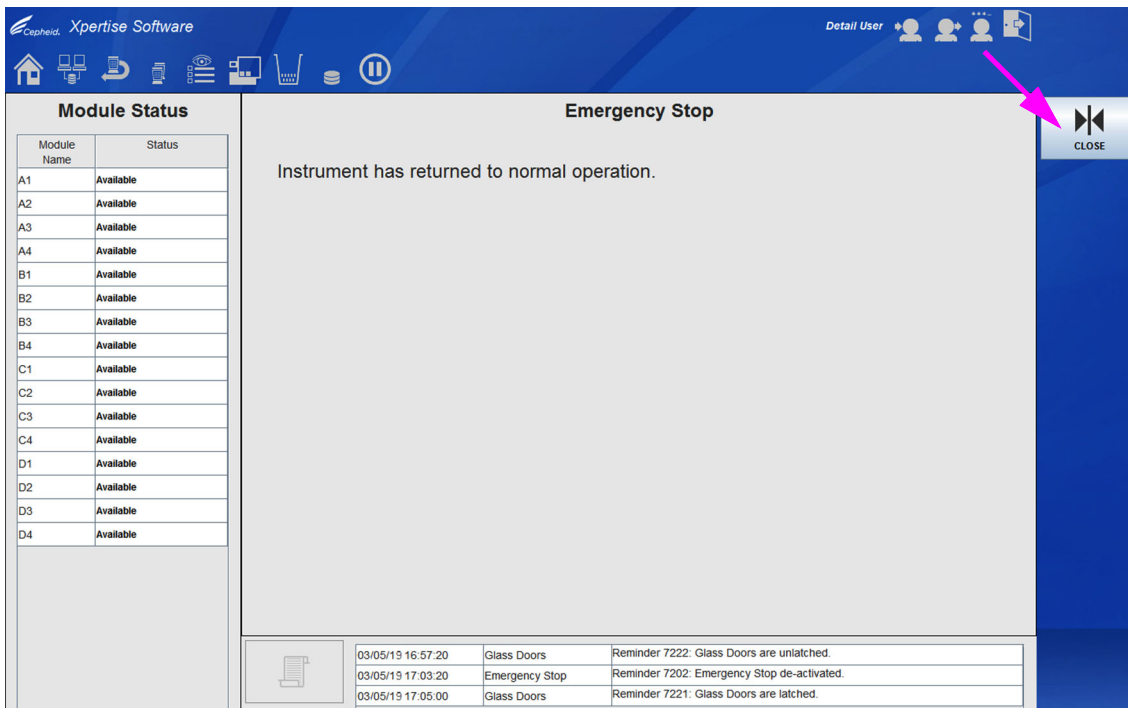 Cepheid. Xpertise Software
Detail User
Module Status
Emergency Stop
CLOSE
Module Name Status
Instrument has returned to normal operation.
A1 Available
A2 Available
A3 Available
A4 Available
B1 Available
B2 Available
B3 Available
B4 Available
C1 Available
C2 Available
C3 Available
C4 Available
D1 Available
D2 Available
D3 Available
D4 Available
03/05/19 16:57:20 Glass Doors Reminder 7222: Glass Doors are unlatched.
03/05/19 17:03:20 Emergency Stop Reminder 7202: Emergency Stop de-activated.
03/05/19 17:05:00 Glass Doors Reminder 7221: Glass Doors are latched.